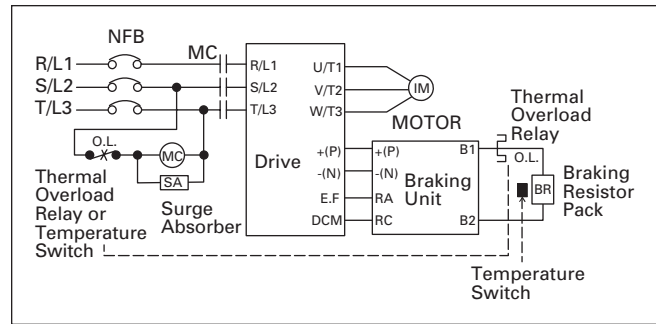 NFB
MC
R/L1
S/L2
T/L3
R/L1
S/L2
T/L3
U/T1
V/T2
W/T3
IM
MOTOR
Thermal
Overload
Relay
O.L.
MC
SA
Drive
+(P)
-(N)
E.F
DCM
+(P)
-(N)
RA
RC
B1
B2
Braking
Unit
O.L.
BR
Braking
Resistor
Pack
Thermal
Overload
Relay or
Temperature
Switch
Surge
Absorber
Temperature
Switch